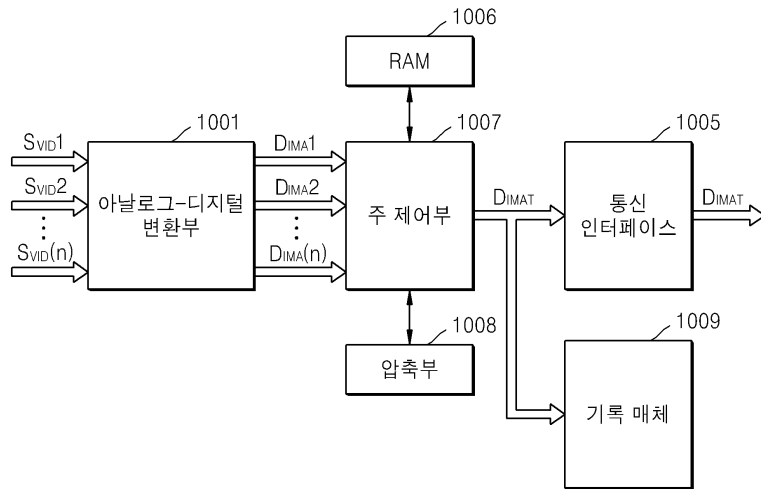 1006
RAM
1001
1007
1005
SVID1
DIMA1
SVID2
DIMA2
아날로그-디지털
변환부
주 제어부
DIMAT
통신
인터페이스
DIMAT
SVID(n)
DIMA(n)
1008
압축부
1009
기록 매체